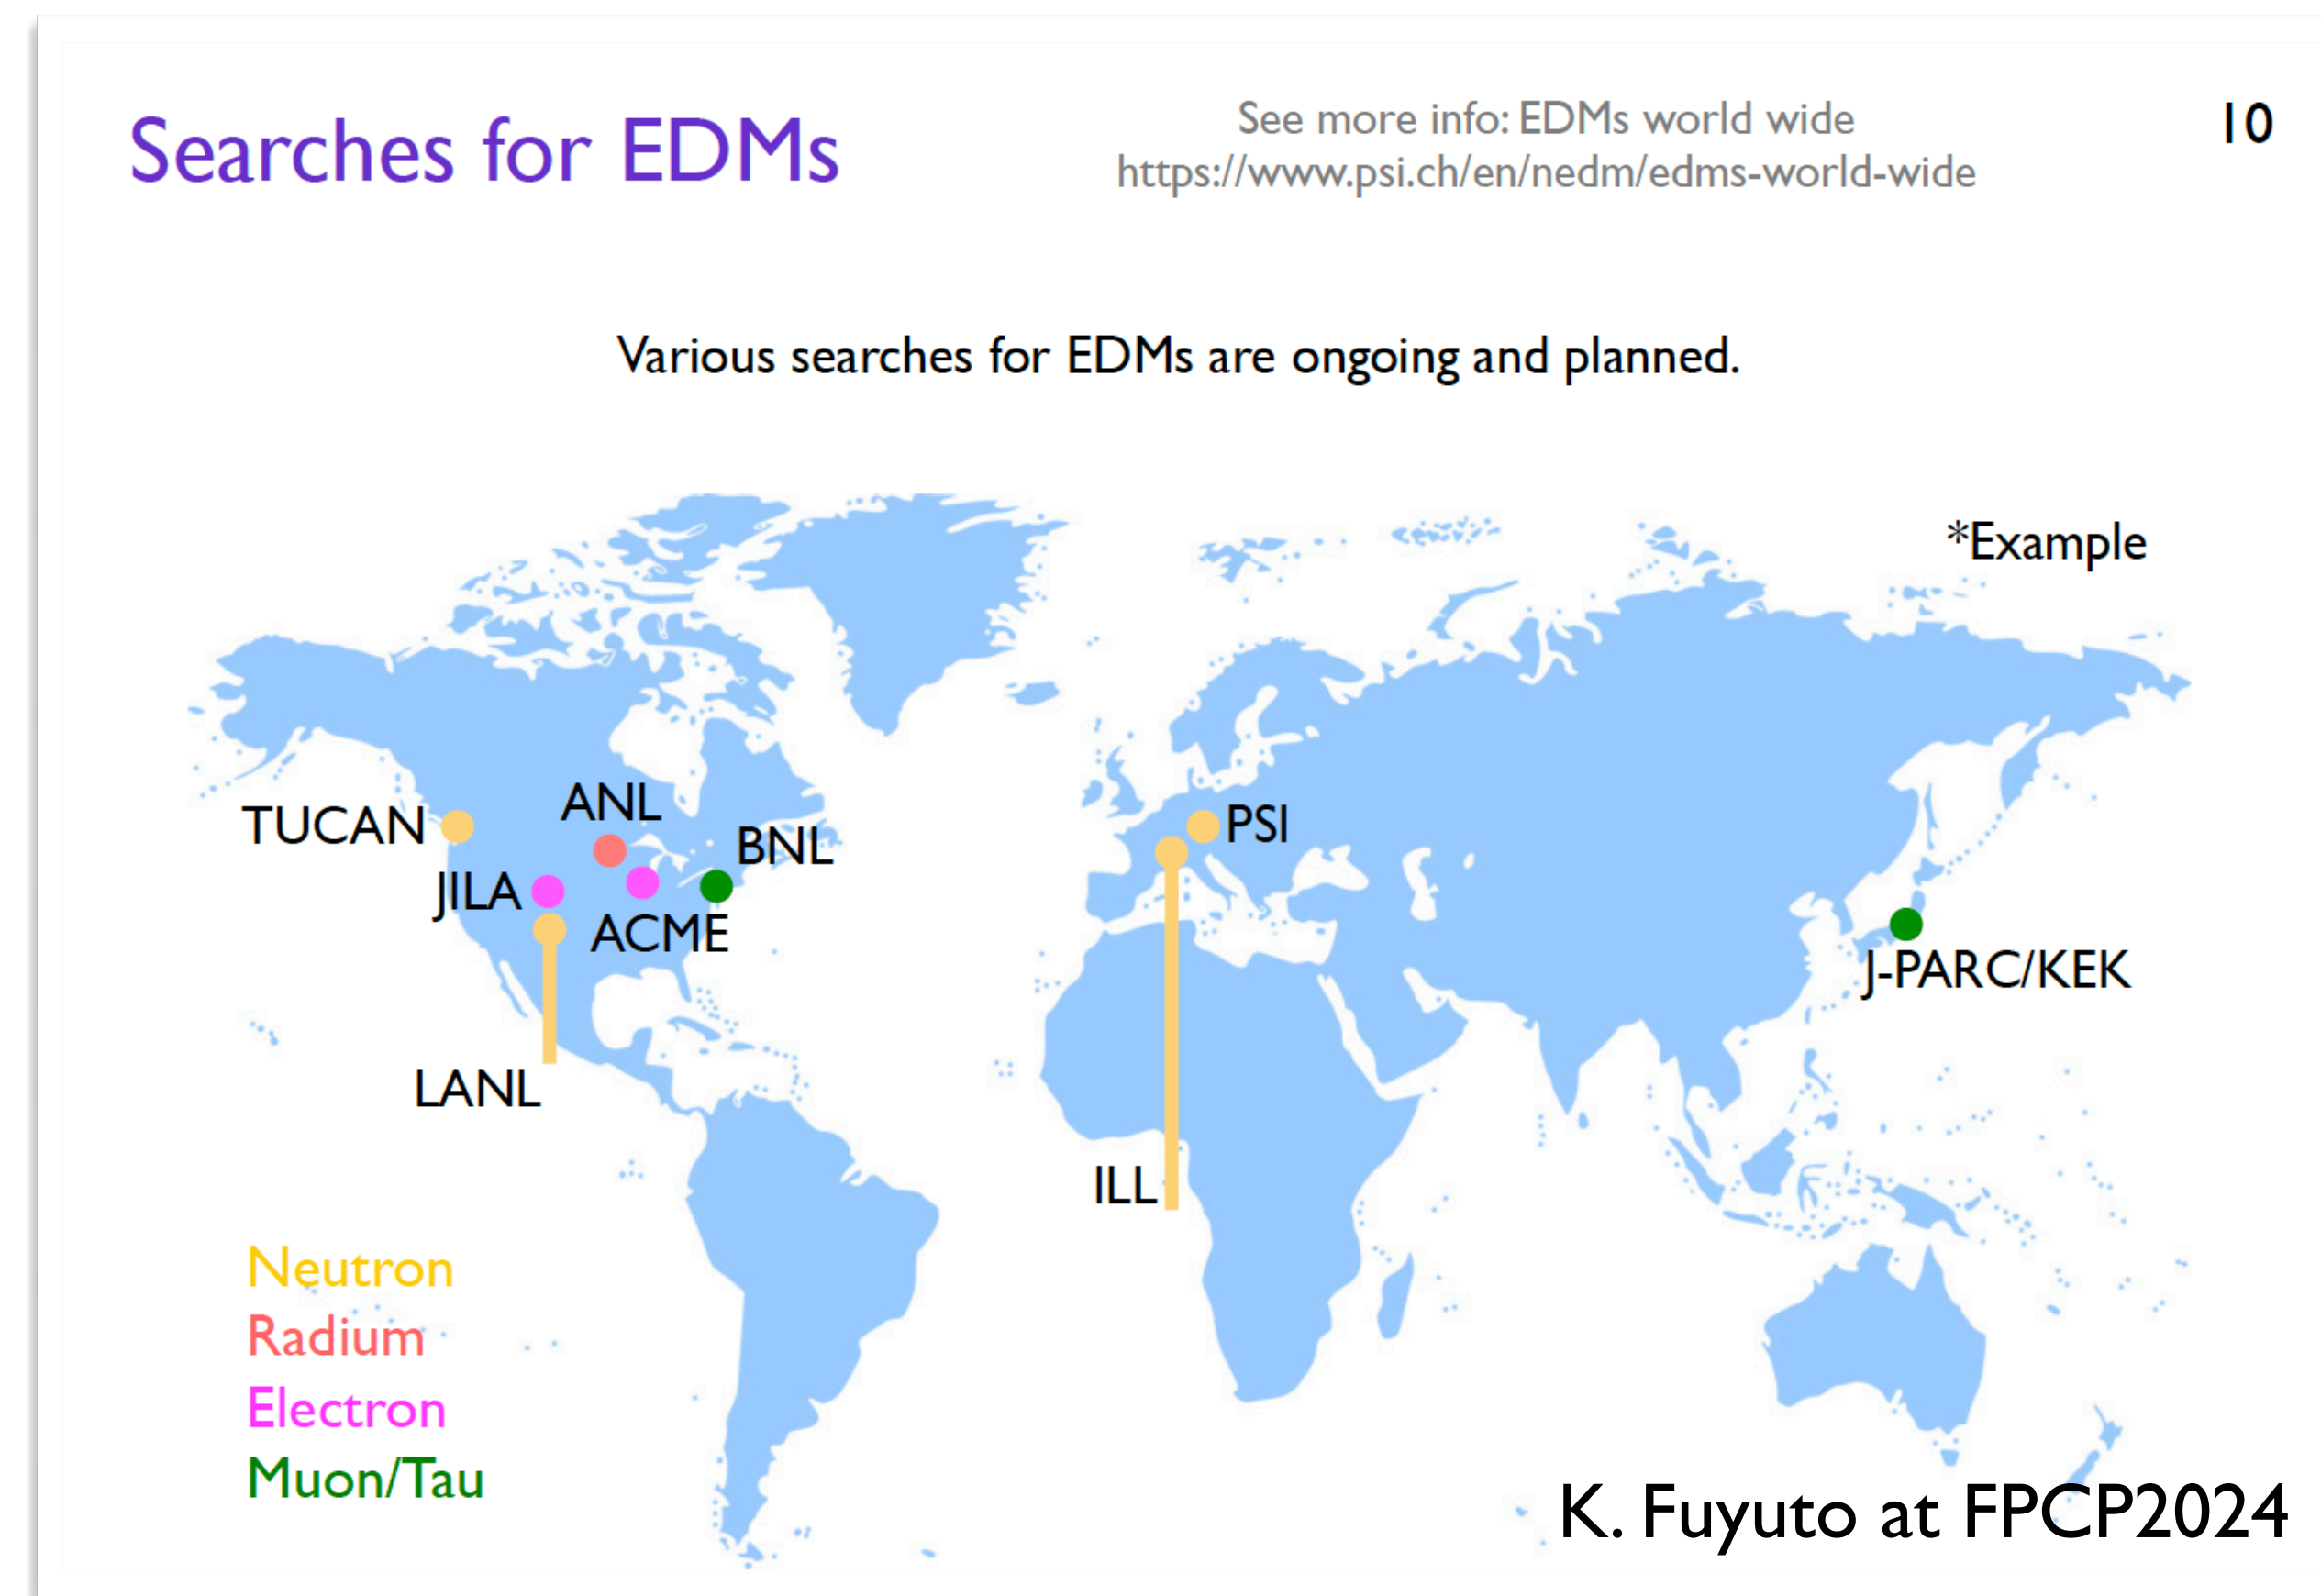 Searches for EDMs
See more info: EDMs world wide
https://www.psi.ch/en/nedm/edms-world-wide
10
Various searches for EDMs are ongoing and planned.
*Example
TUCAN
ANL
BNL
JILA
ACME
LANL
PSI
ILL
J-PARC/KEK
Neutron
Radium
Electron
Muon/Tau
K. Fuyuto at FPCP2024